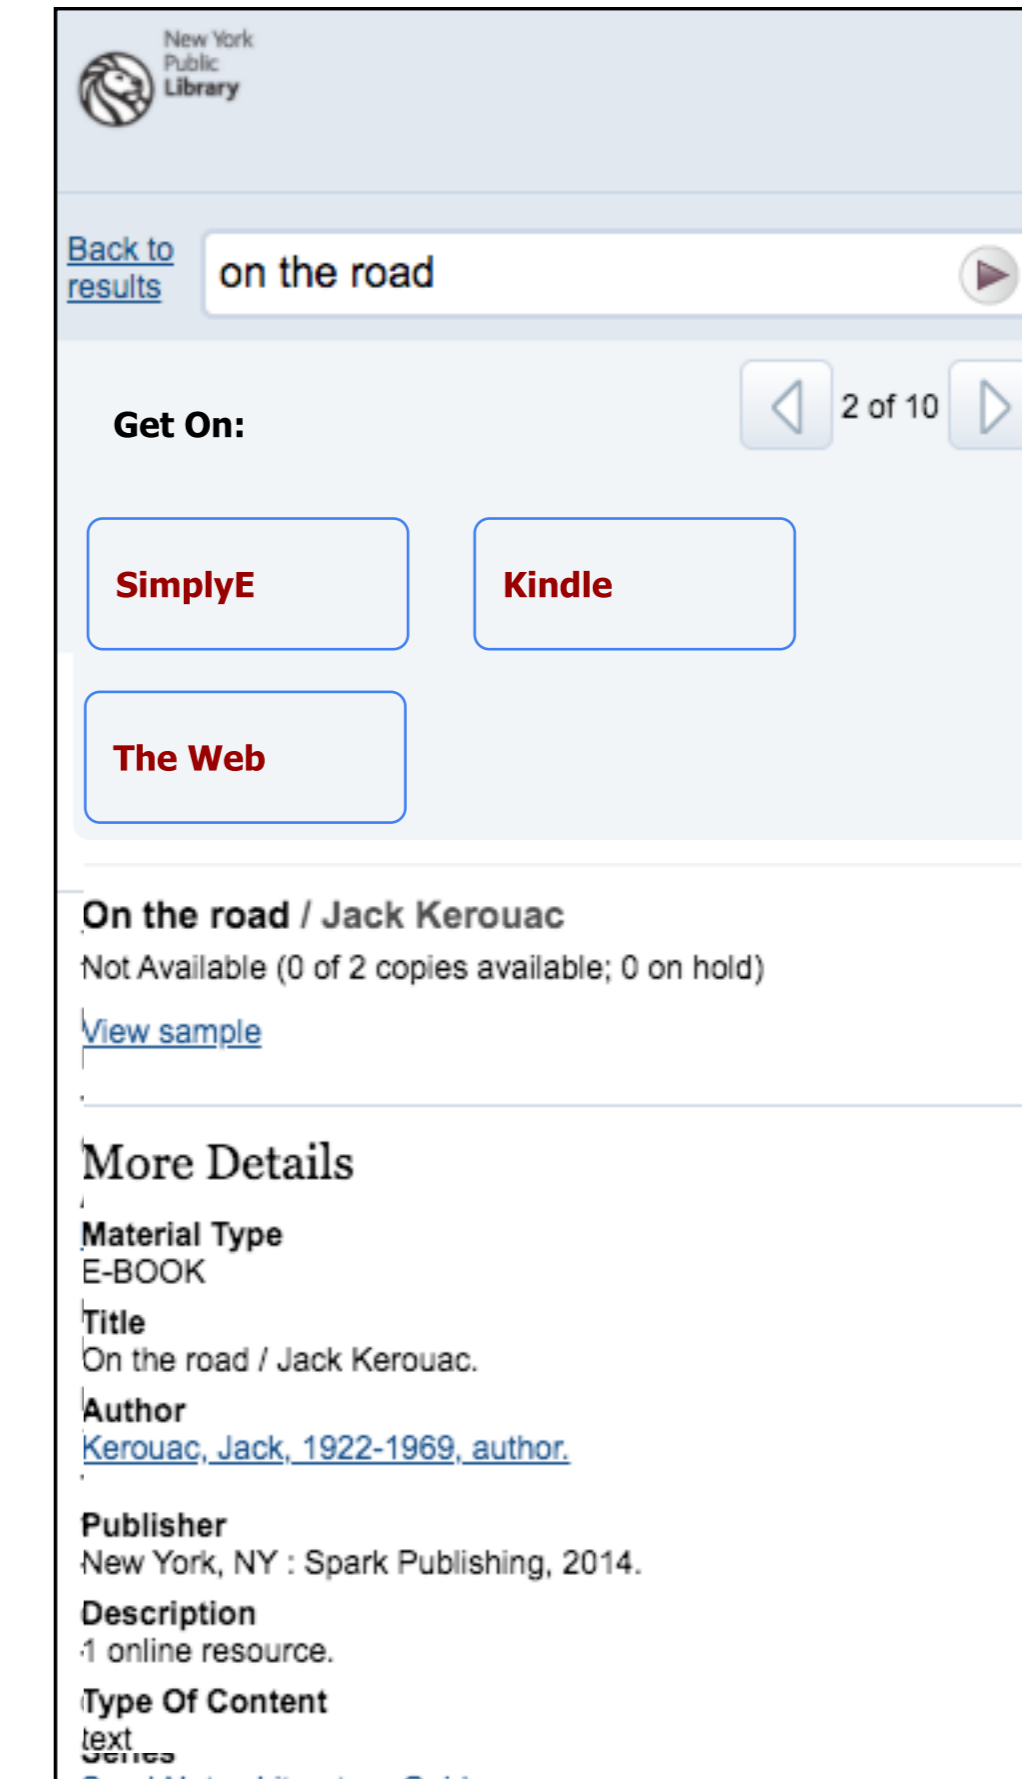 New York
Public
Library
Back to
results
on the road
2 of 10
Get On:
SimplyE
Kindle
The Web
On the road / Jack Kerouac
Not Available (0 of 2 copies available; 0 on hold)
View sample
More Details
Material Type
E-BOOK
Title
On the road / Jack Kerouac.
Author
Kerouac, Jack, 1922-1969, author.
Publisher
New York, NY : Spark Publishing, 2014.
Description
1 online resource.
Type Of Content
text
Series